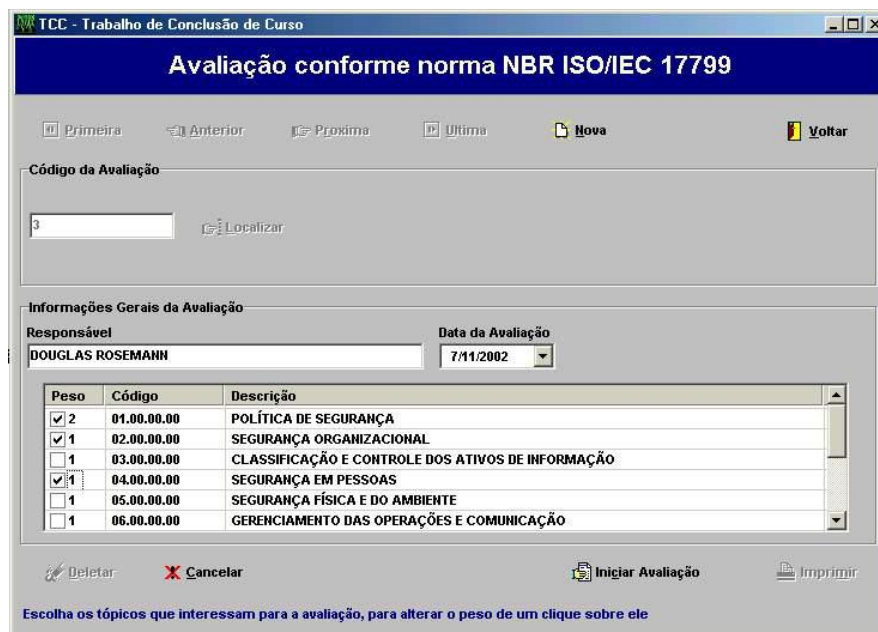 TCC - Trabalho de Conclusão de Curso
Avaliação conforme norma NBR ISO/IEC 17799
Primeira Anterior Proxima Ultima Nova Voltar
Código da Avaliação
3 Localizar
Informações Gerais da Avaliação
Responsável Data da Avaliação
DOUGLAS ROSEMANN 7/11/2002
Peso Código Descrição
2 01.00.00.00 POLÍTICA DE SEGURANÇA
1 02.00.00.00 SEGURANÇA ORGANIZACIONAL
1 03.00.00.00 CLASSIFICAÇÃO E CONTROLE DOS ATIVOS DE INFORMAÇÃO
1 04.00.00.00 SEGURANÇA EM PESSOAS
1 05.00.00.00 SEGURANÇA FÍSICA E DO AMBIENTE
1 06.00.00.00 GERENCIAMENTO DAS OPERAÇÕES E COMUNICAÇÃO
Deletar Cancelar Iniciar Avaliação Imprimir
Escolha os tópicos que interessam para a avaliação, para alterar o peso de um clique sobre ele